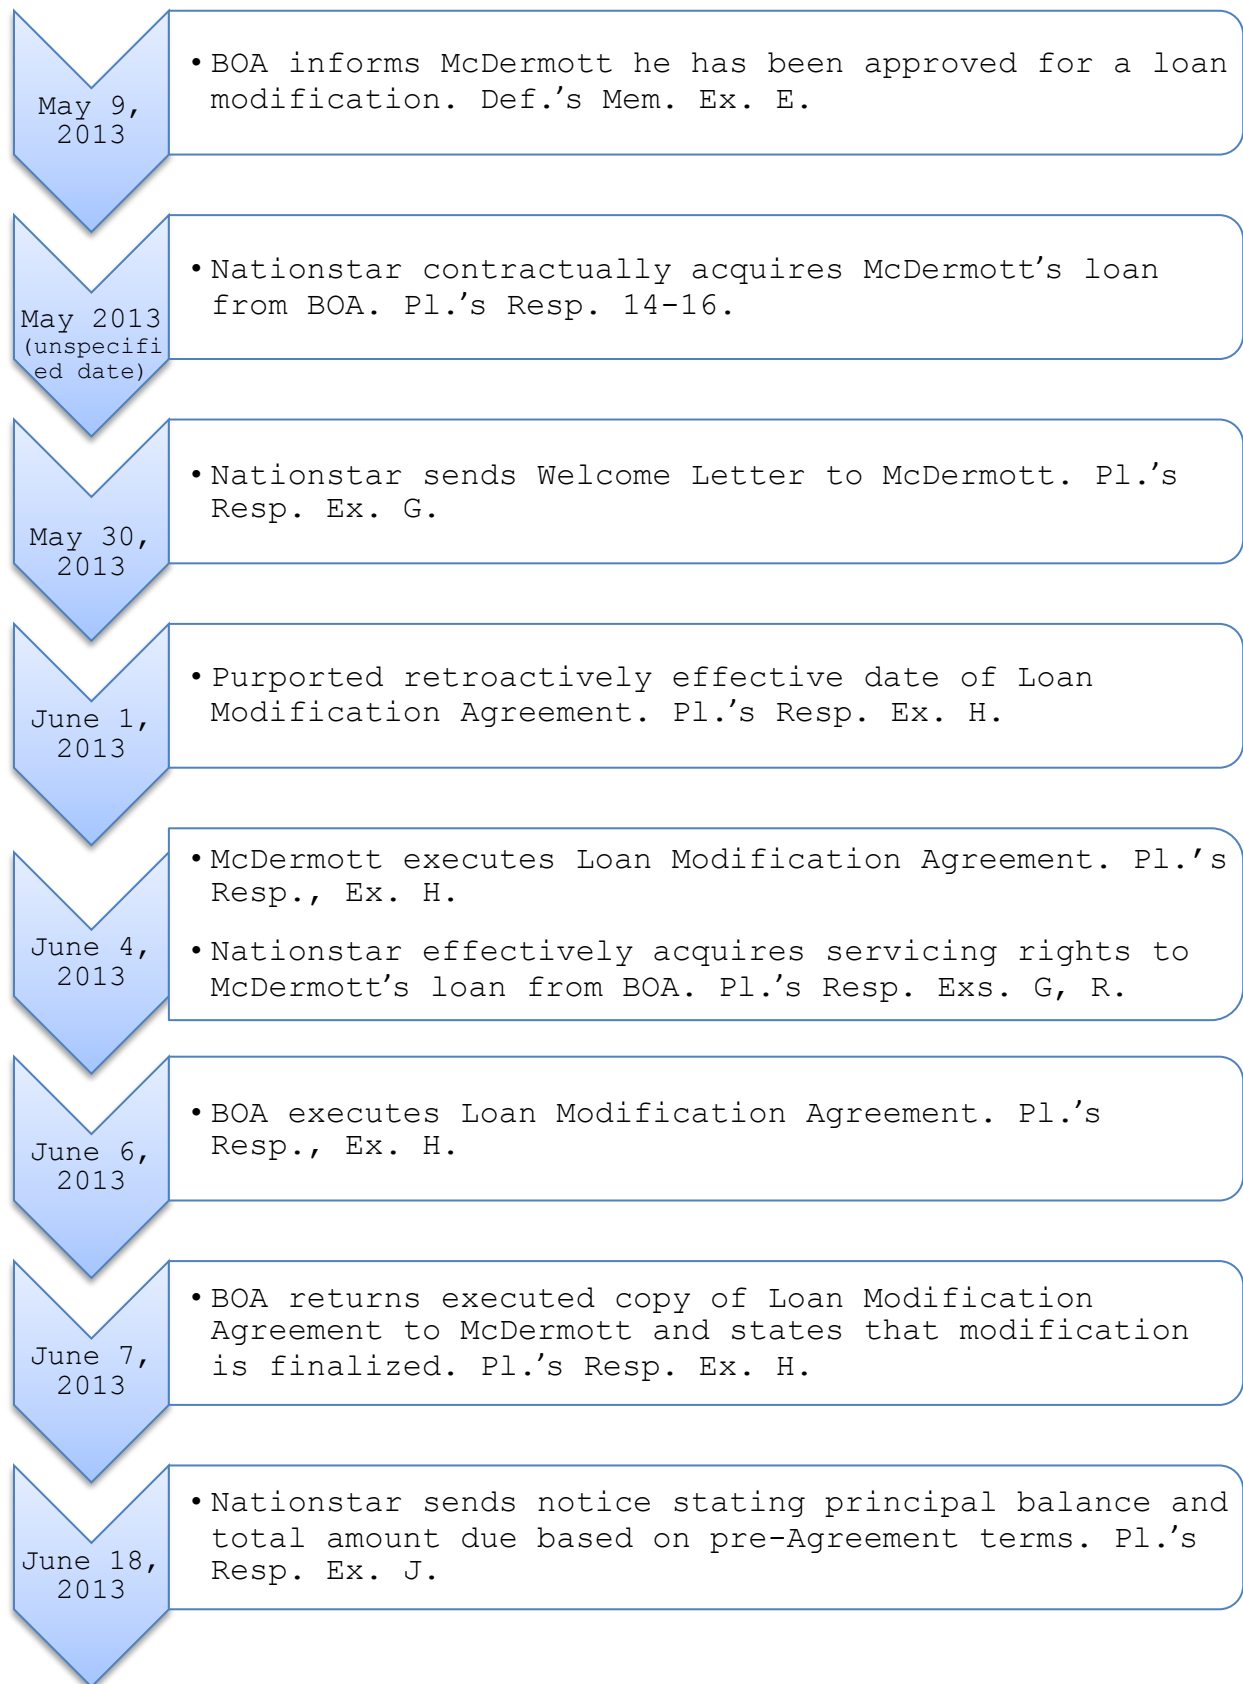 May 9,
2013
• BOA informs McDermott he has been approved for a loan
modification. Def.’s Mem. Ex. E.
May 2013
(unspecifi
ed date)
• Nationstar contractually acquires McDermott’s loan
from BOA. Pl.’s Resp. 14-16.
May 30,
2013
• Nationstar sends Welcome Letter to McDermott. Pl.’s
Resp. Ex. G.
June 1,
2013
• Purported retroactively effective date of Loan
Modification Agreement. Pl.’s Resp. Ex. H.
June 4,
2013
• McDermott executes Loan Modification Agreement. Pl.’s
Resp., Ex. H.
• Nationstar effectively acquires servicing rights to
McDermott’s loan from BOA. Pl.’s Resp. Exs. G, R.
June 6,
2013
• BOA executes Loan Modification Agreement. Pl.’s
Resp., Ex. H.
June 7,
2013
• BOA returns executed copy of Loan Modification
Agreement to McDermott and states that modification
is finalized. Pl.’s Resp. Ex. H.
June 18,
2013
• Nationstar sends notice stating principal balance and
total amount due based on pre-Agreement terms. Pl.’s
Resp. Ex. J.